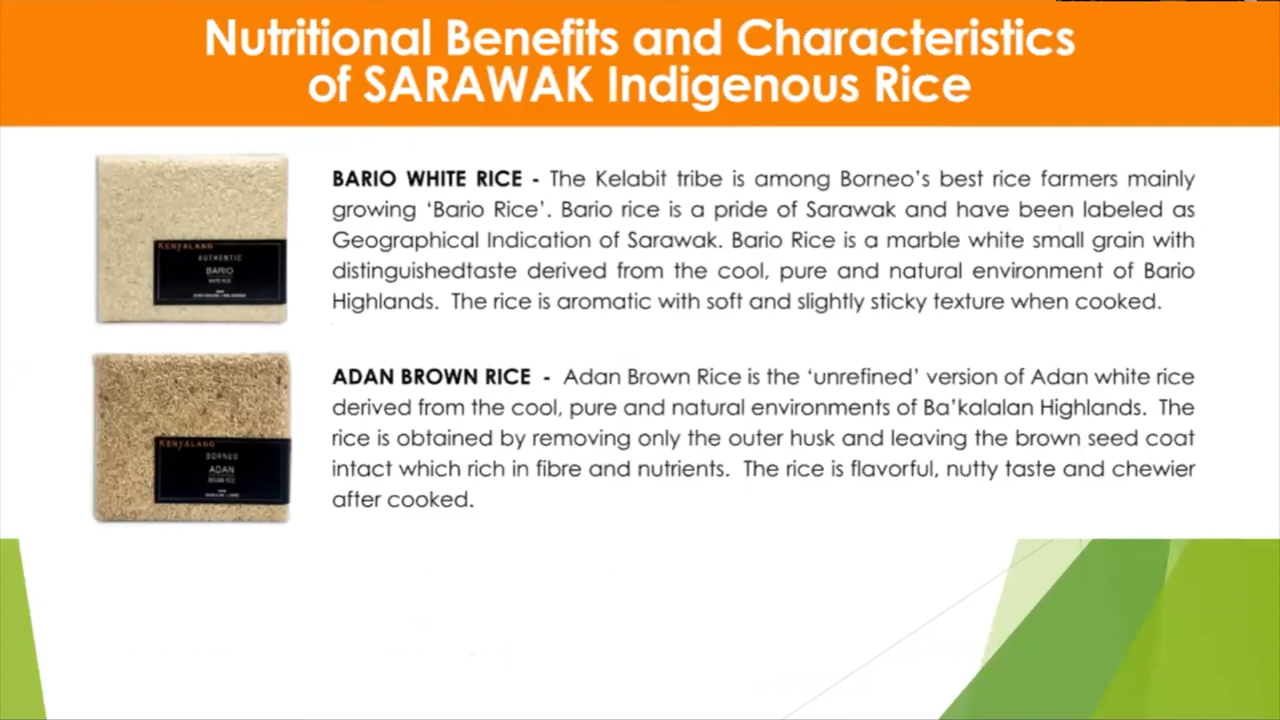 Nutritional Benefits and Characteristics
of SARAWAK Indigenous Rice
BARIO WHITE RICE - The Kelabit tribe is among Borneo's best rice farmers mainly
growing ‘Bario Rice’. Bario rice is a pride of Sarawak and have been labeled as
Geographical Indication of Sarawak. Bario Rice is a marble white small grain with
distinguishedtaste derived from the cool, pure and natural environment of Bario
Highlands. The rice is aromatic with soft and slightly sticky texture when cooked.
KENYALANG
AUTHENTIC
BARIO
WHITE RICE
ADAN BROWN RICE - Adan Brown Rice is the ‘unrefined’ version of Adan white rice
derived from the cool, pure and natural environments of Ba’kalalan Highlands. The
rice is obtained by removing only the outer husk and leaving the brown seed coat
intact which rich in fibre and nutrients. The rice is flavorful, nutty taste and chewier
after cooked.
KENYALANG
BORNEO
ADAN
BROWN RICE